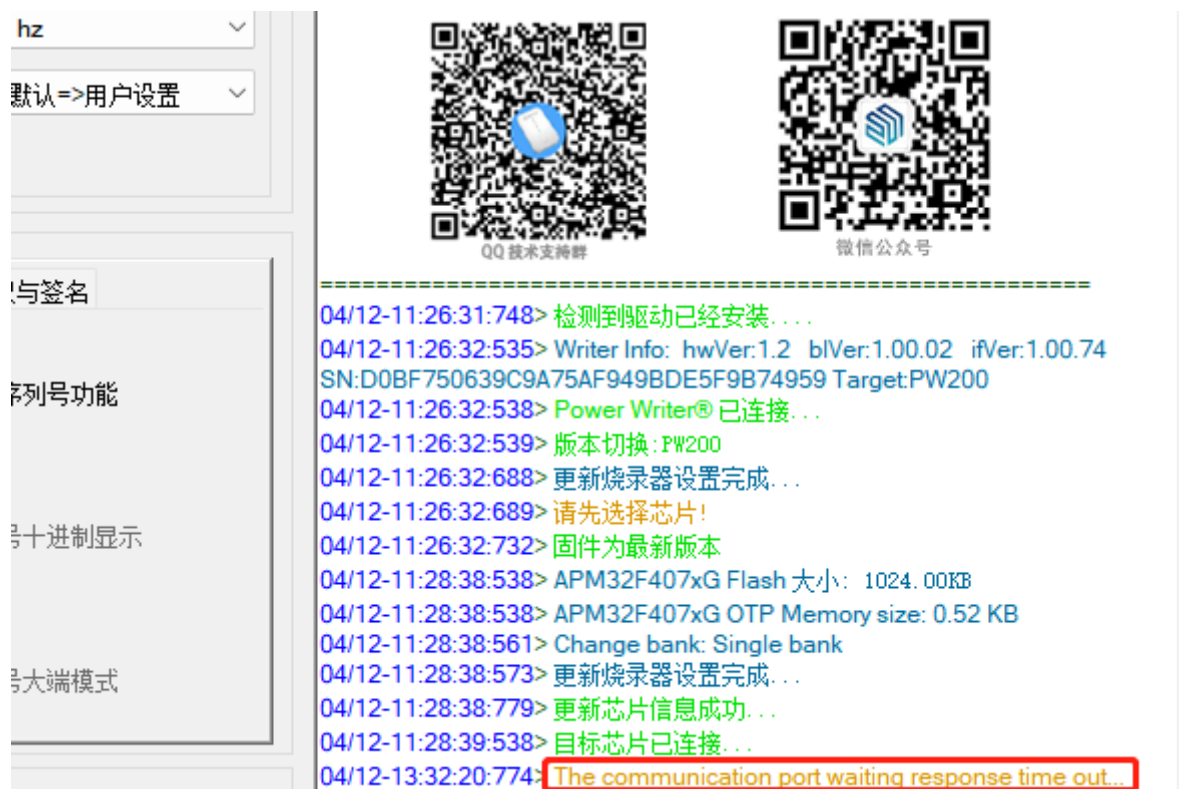 hz
默认=>用户设置
与签名
序列号功能
号十进制显示
号大端模式
QQ技术支持群
微信公众号
=======================================================
04/12-11:26:31:748> 检测到驱动已经安装....
04/12-11:26:32:535> Writer Info:  hwVer:1.2   blVer:1.00.02   ifVer:1.00.74
SN:D0BF750639C9A75AF949BDE5F9B74959 Target:PW200
04/12-11:26:32:538> Power Writer® 已连接...
04/12-11:26:32:539> 版本切换:PW200
04/12-11:26:32:688> 更新烧录器设置完成...
04/12-11:26:32:689> 请先选择芯片!
04/12-11:26:32:732> 固件为最新版本
04/12-11:28:38:538> APM32F407xG Flash 大小: 1024.00KB
04/12-11:28:38:538> APM32F407xG OTP Memory size: 0.52 KB
04/12-11:28:38:561> Change bank: Single bank
04/12-11:28:38:573> 更新烧录器设置完成...
04/12-11:28:38:779> 更新芯片信息成功...
04/12-11:28:39:538> 目标芯片已连接...
04/12-13:32:20:774> The communication port waiting response time out...